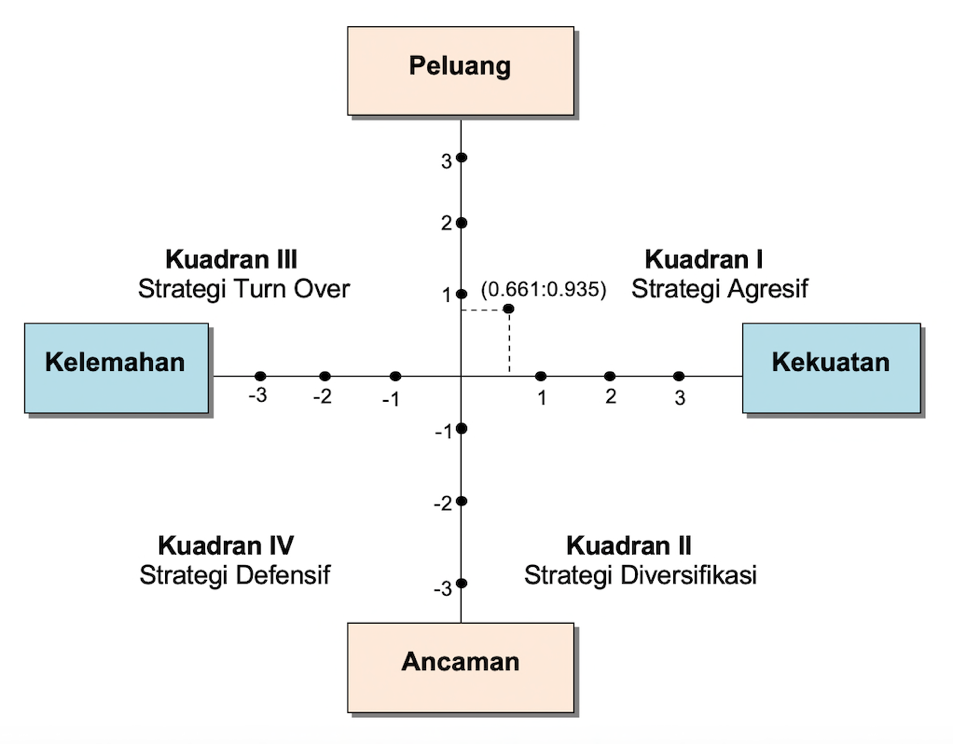 Peluang
3
2
Kuadran III
Strategi Turn Over
Kuadran I
Strategi Agresif
1
(0.661:0.935)
Kelemahan
Kekuatan
-3
-2
-1
1
2
3
-1
-2
Kuadran IV
Strategi Defensif
Kuadran II
Strategi Diversifikasi
-3
Ancaman